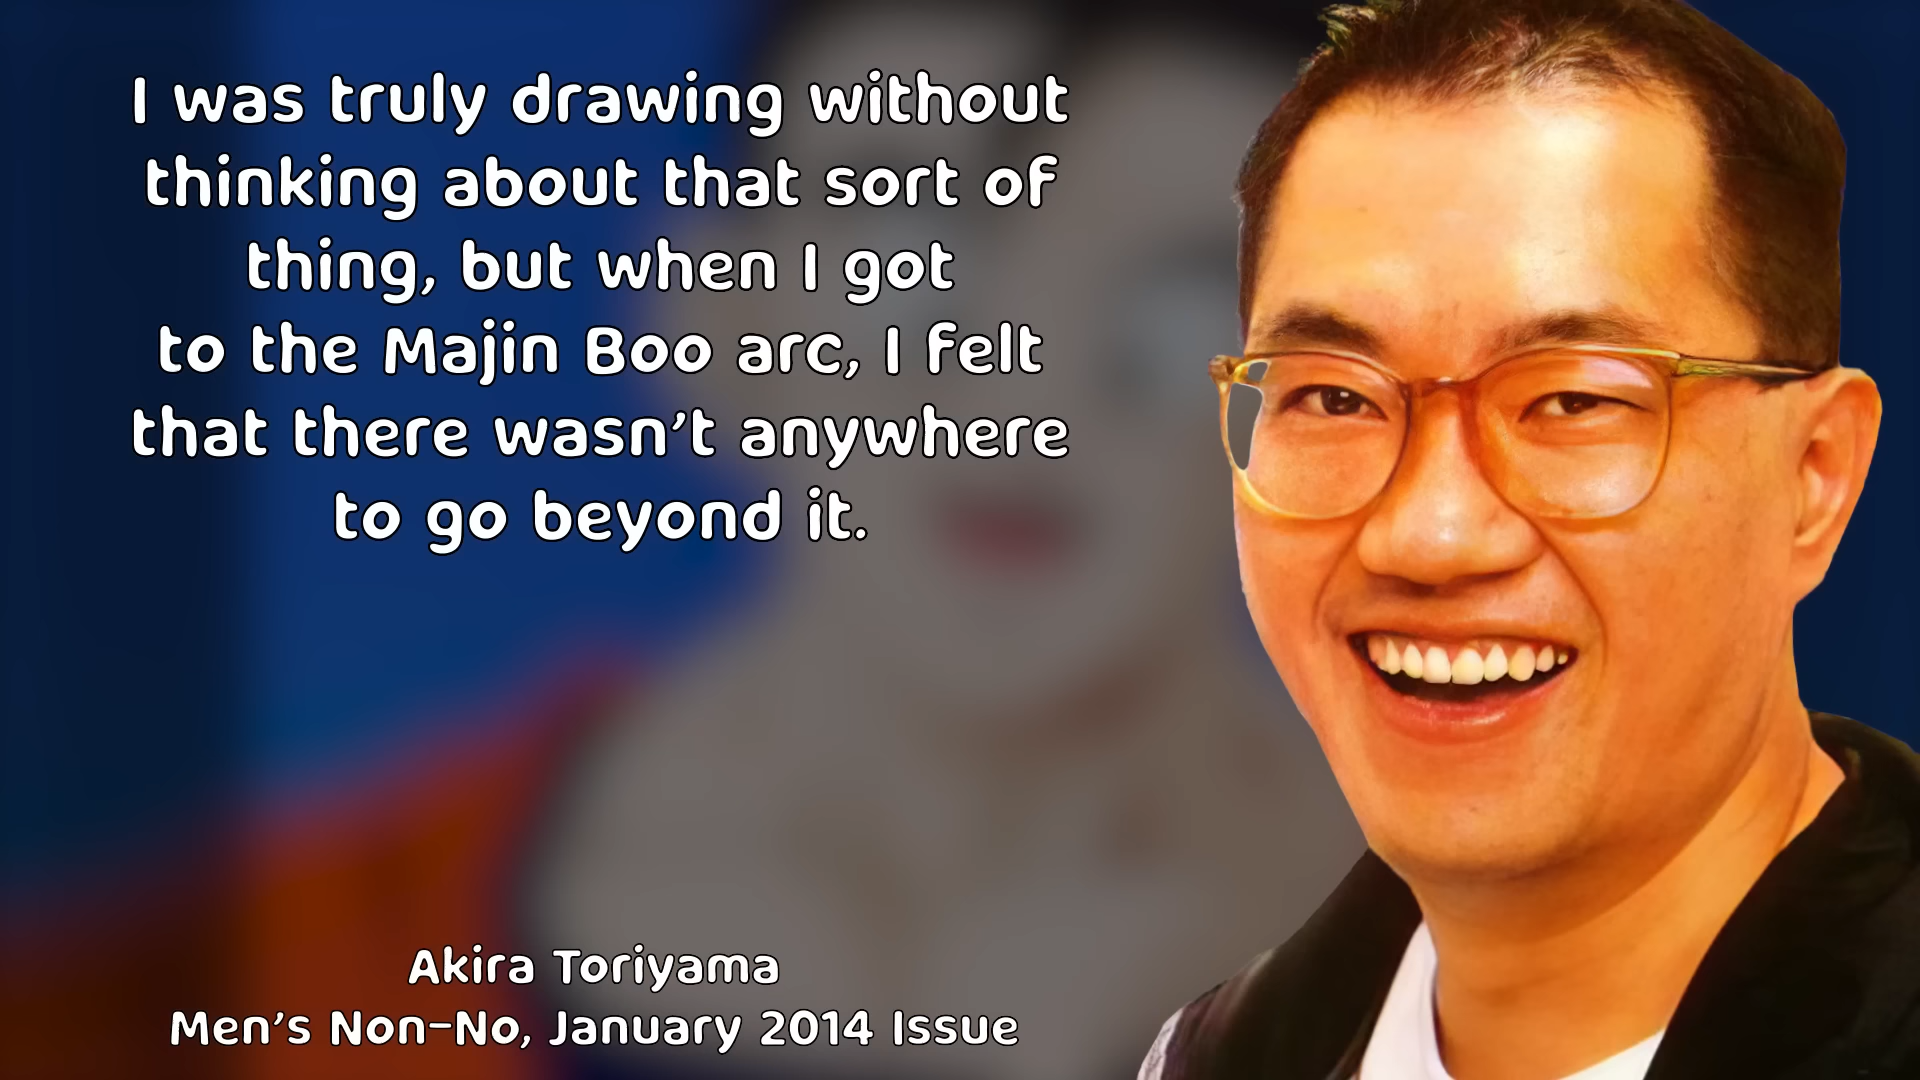 I was truly drawing without
thinking about that sort of
thing, but when I got
to the Majin Boo arc, I felt
that there wasn’t anywhere
to go beyond it.
Akira Toriyama
Men’s Non-No, January 2014 Issue